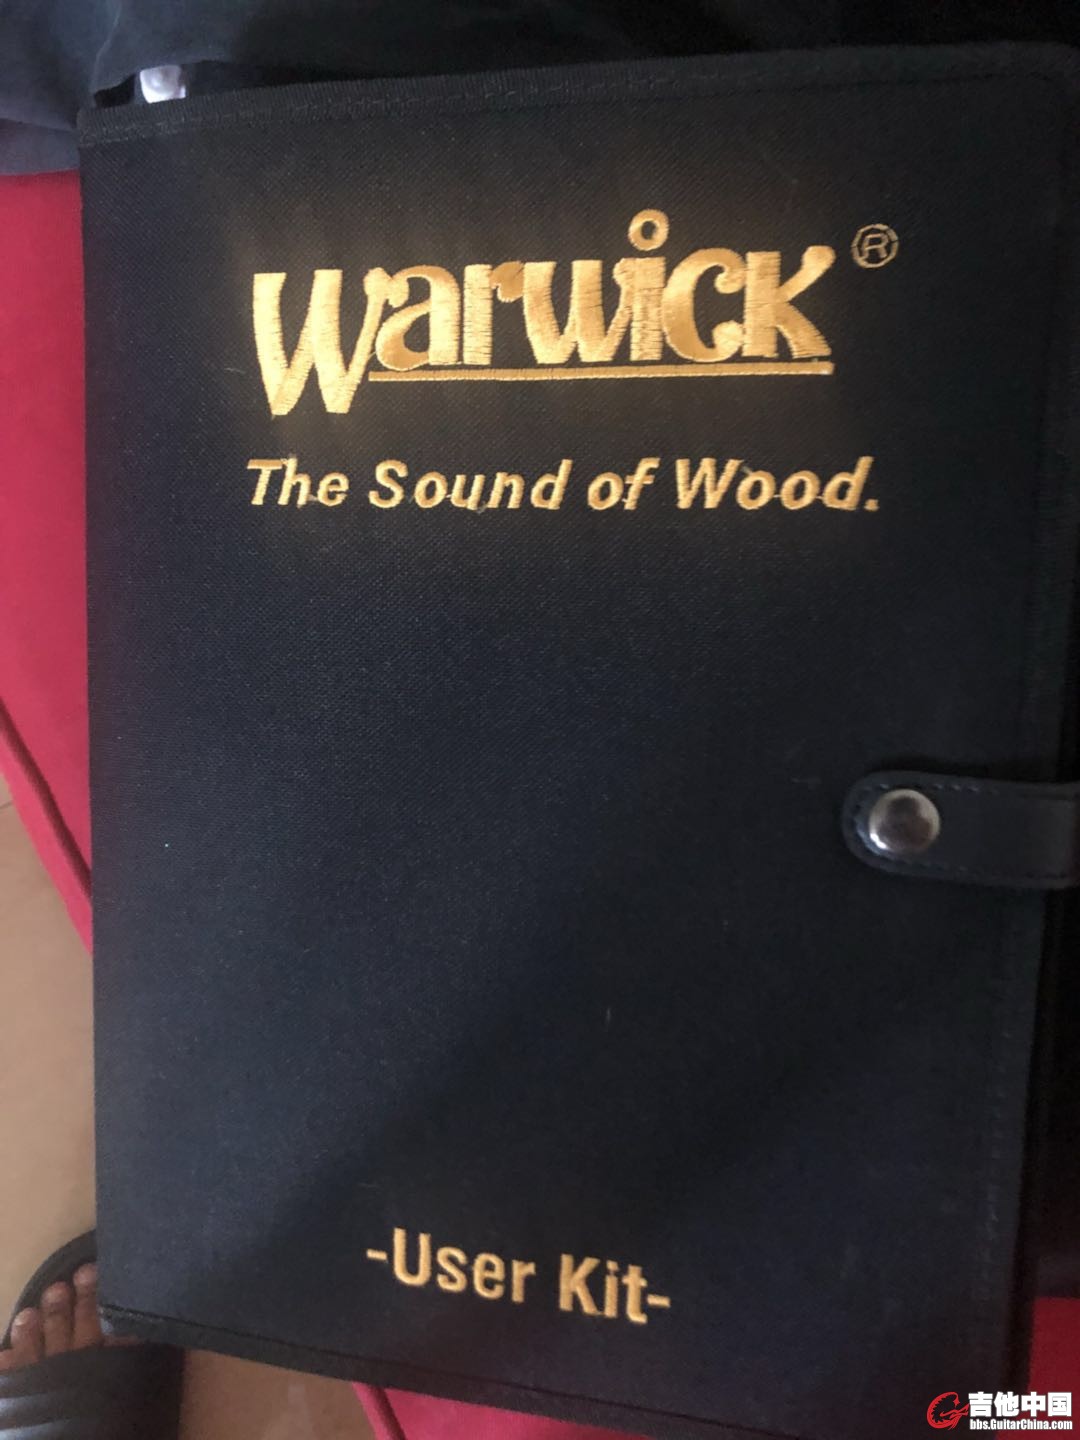 Warwick®
The Sound of Wood.
-User Kit-
吉他中国
bbs.GuitarChina.com